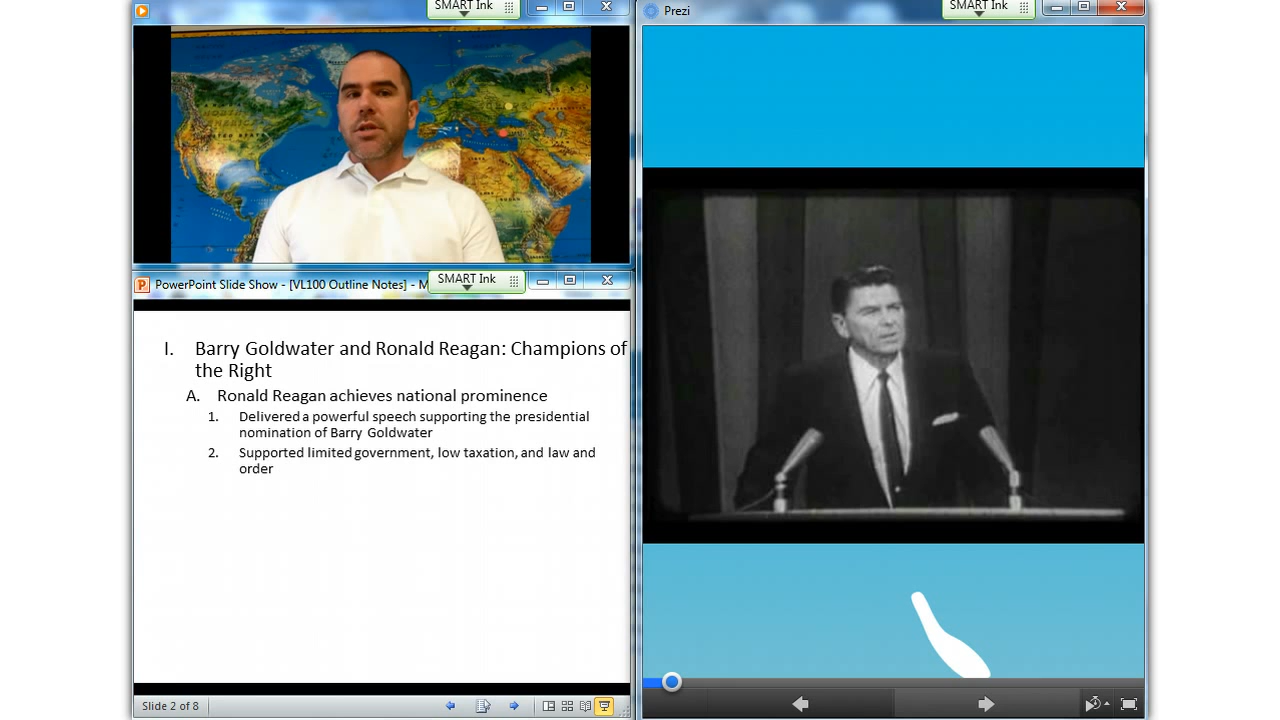 SMART Ink
Prezi
SMART Ink
PowerPoint Slide Show - [VL100 Outline Notes] - M
SMART Ink
I. Barry Goldwater and Ronald Reagan: Champions of
the Right
A. Ronald Reagan achieves national prominence
1. Delivered a powerful speech supporting the presidential
nomination of Barry Goldwater
2. Supported limited government, low taxation, and law and
order
Slide 2 of 8